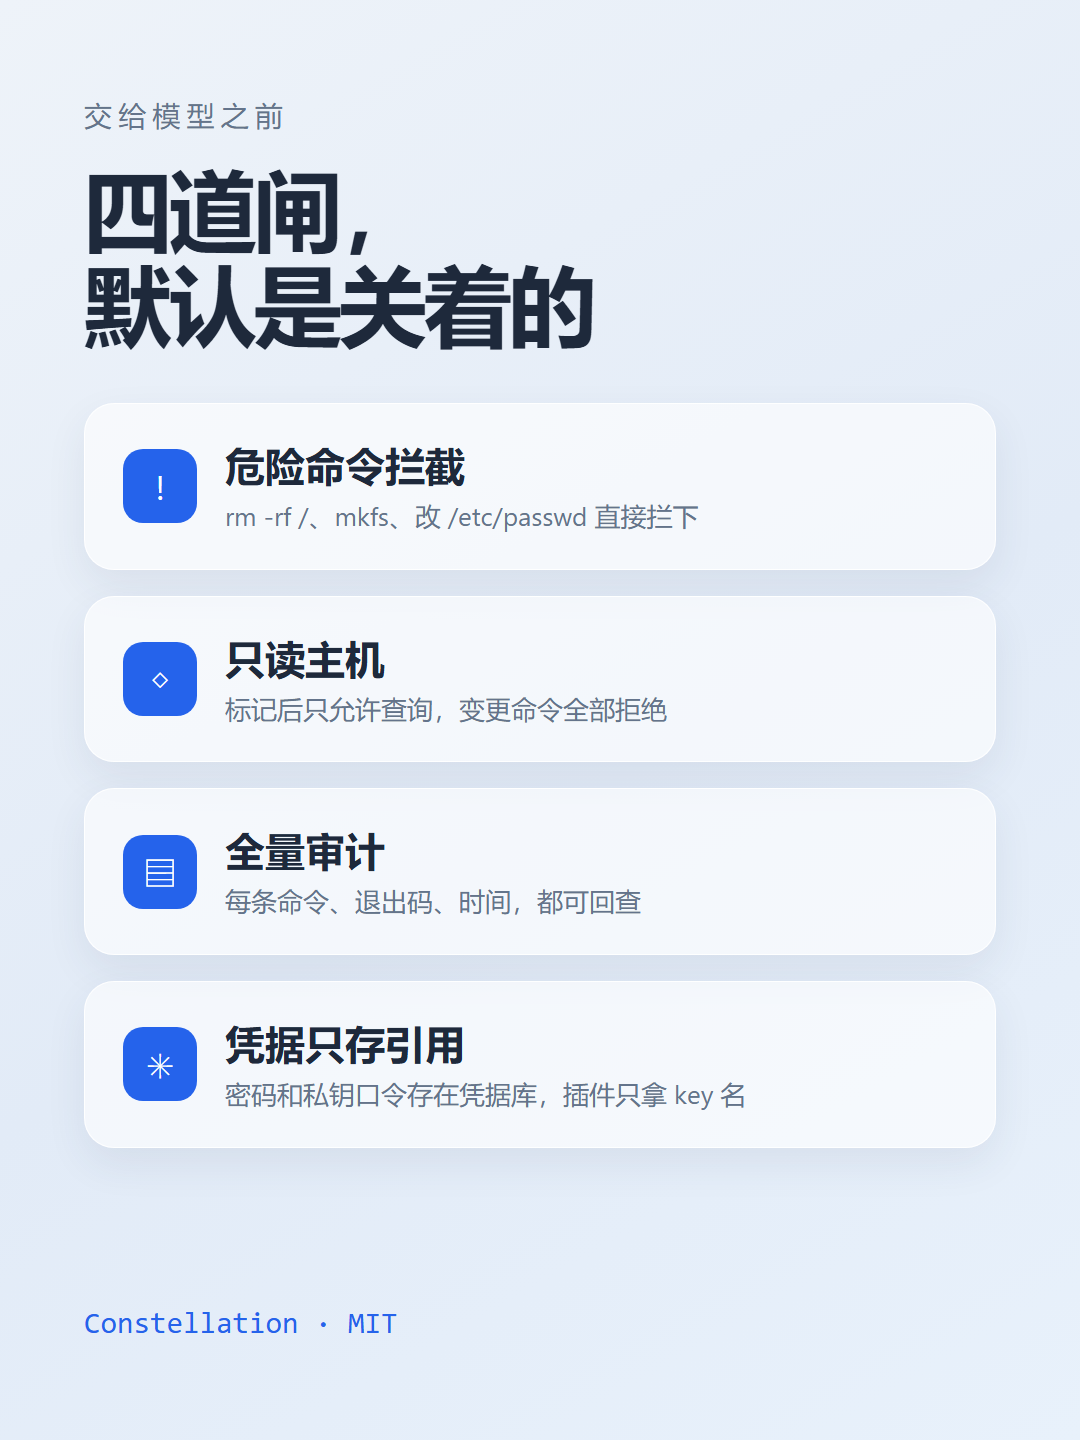 交给模型之前
四道闸，
默认是关着的
!
危险命令拦截
rm -rf /、mkfs、改 /etc/passwd 直接拦下
只读主机
标记后只允许查询，变更命令全部拒绝
全量审计
每条命令、退出码、时间，都可回查
凭据只存引用
密码和私钥口令存在凭据库，插件只拿 key 名
Constellation · MIT